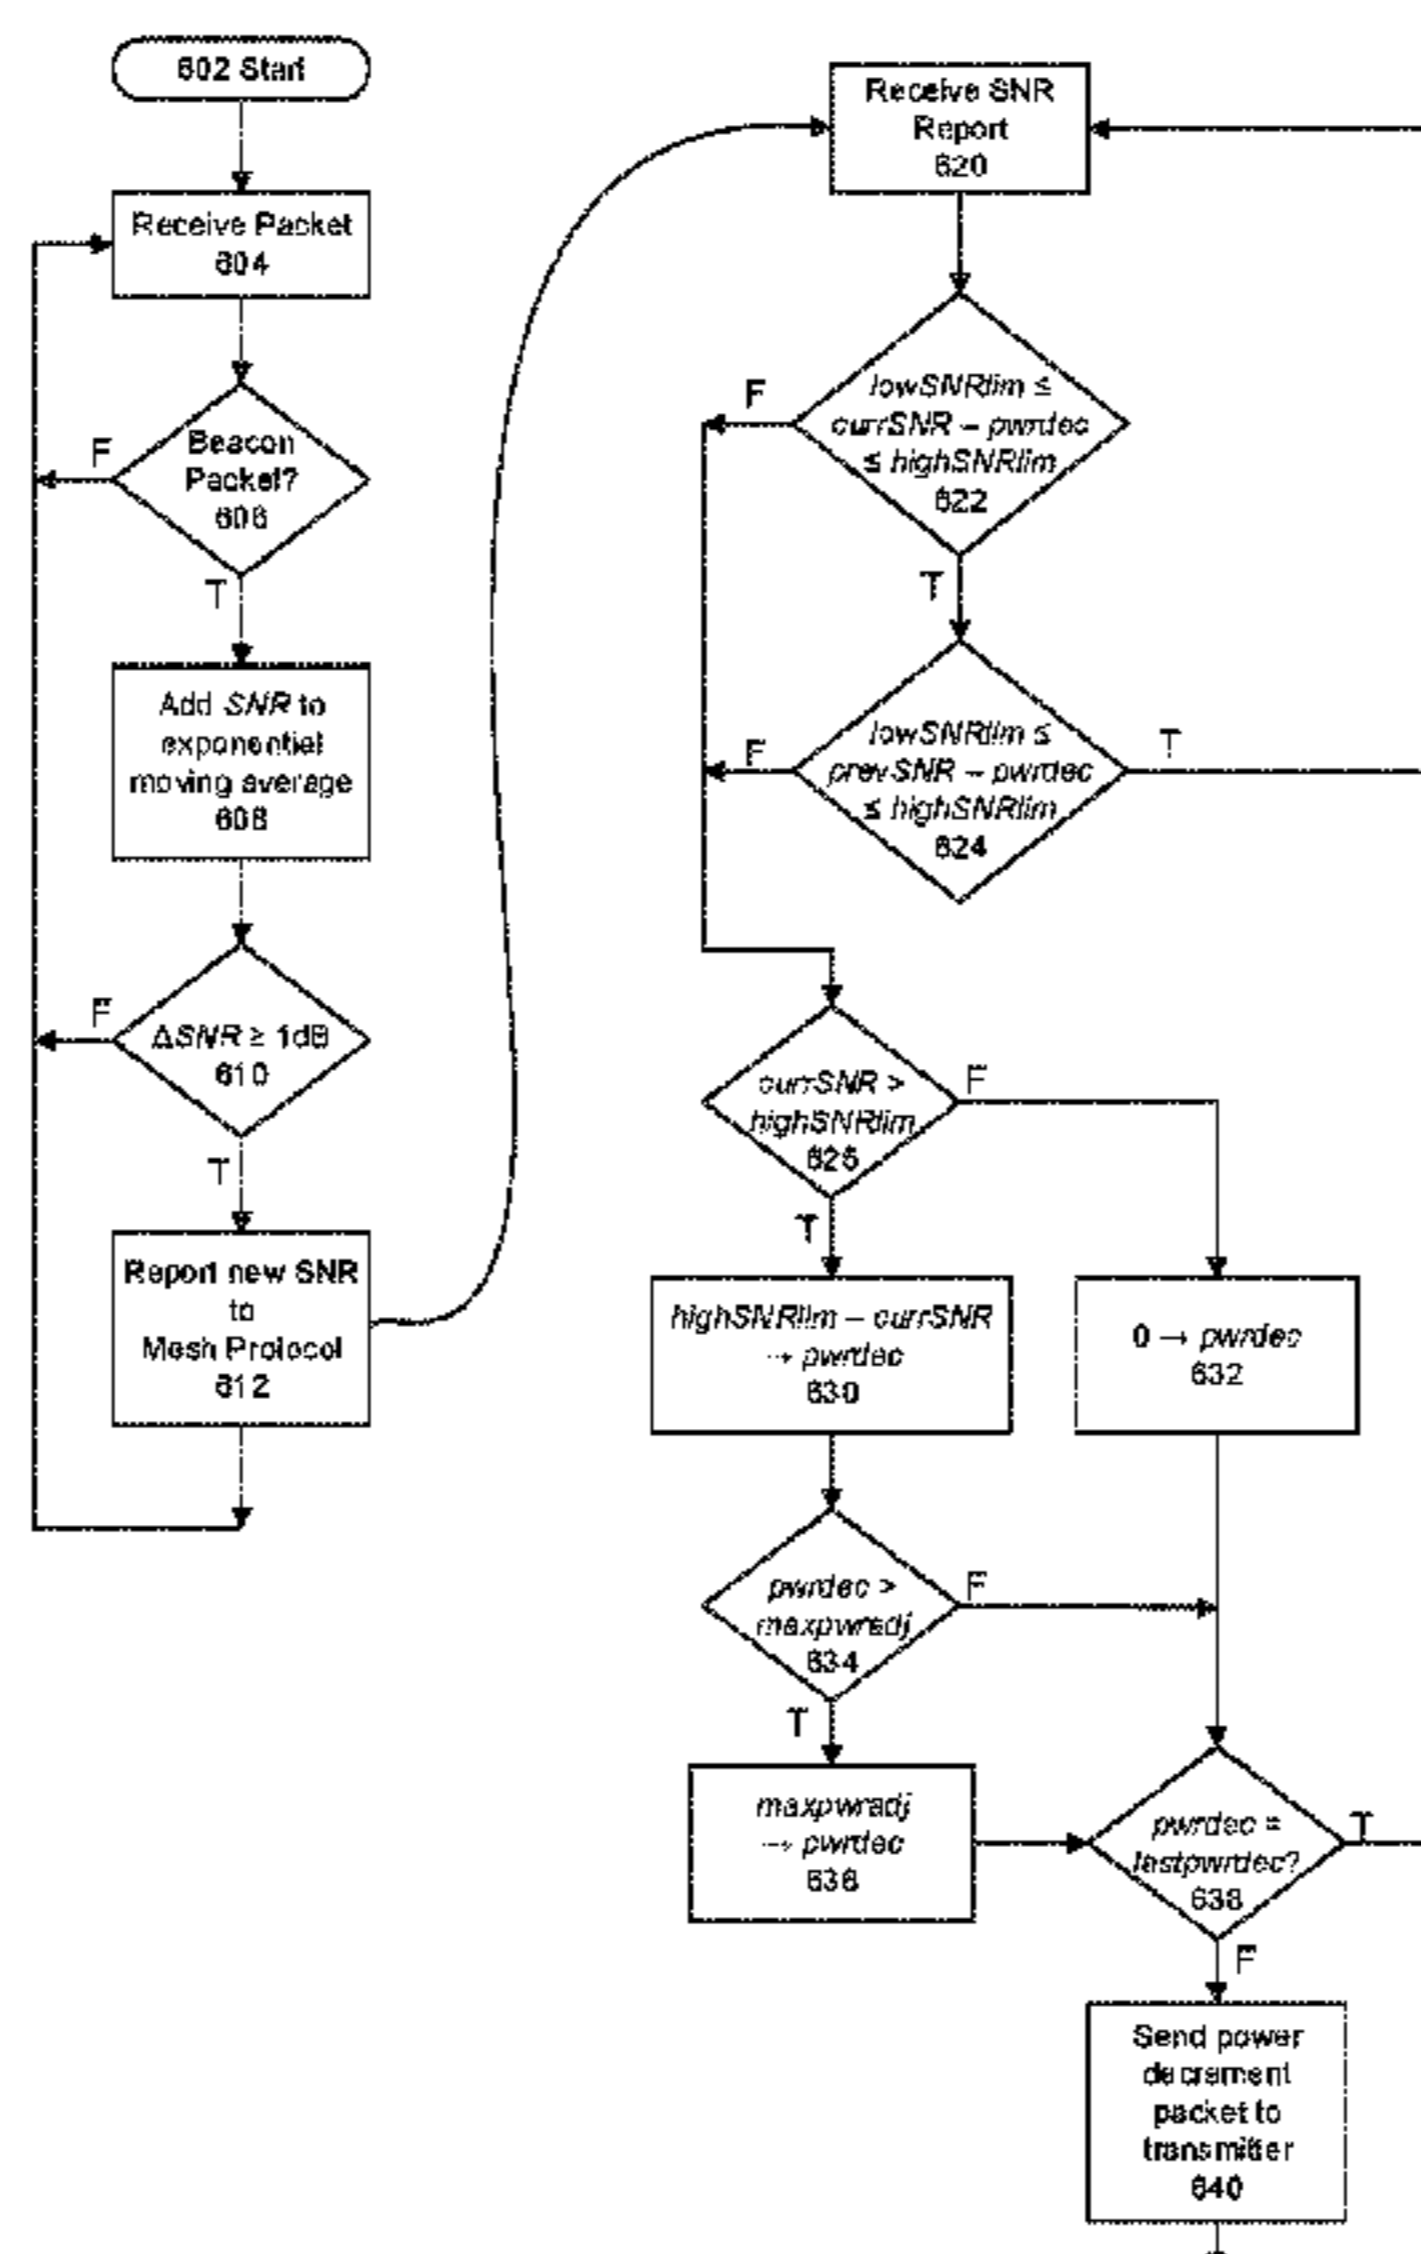 602 Start
Receive Packet
604
F
Beacon
Packet?
606
T
Add SNR to
exponential
moving average
608
F
ΔSNR ≥ 1dB
610
T
Report new SNR
to
Mesh Protocol
612
Receive SNR
Report
620
F
lowSNRlim ≤
currSNR – pwrdec
≤ highSNRlim
622
T
F
lowSNRlim ≤
prevSNR – pwrdec
≤ highSNRlim
624
T
currSNR >
highSNRlim
626
F
T
highSNRlim – currSNR
→ pwrdec
630
0 → pwrdec
632
pwrdec >
maxpwradj
634
F
T
maxpwradj
→ pwrdec
636
pwrdec =
lastpwrdec?
638
T
F
Send power
decrement
packet to
transmitter
640